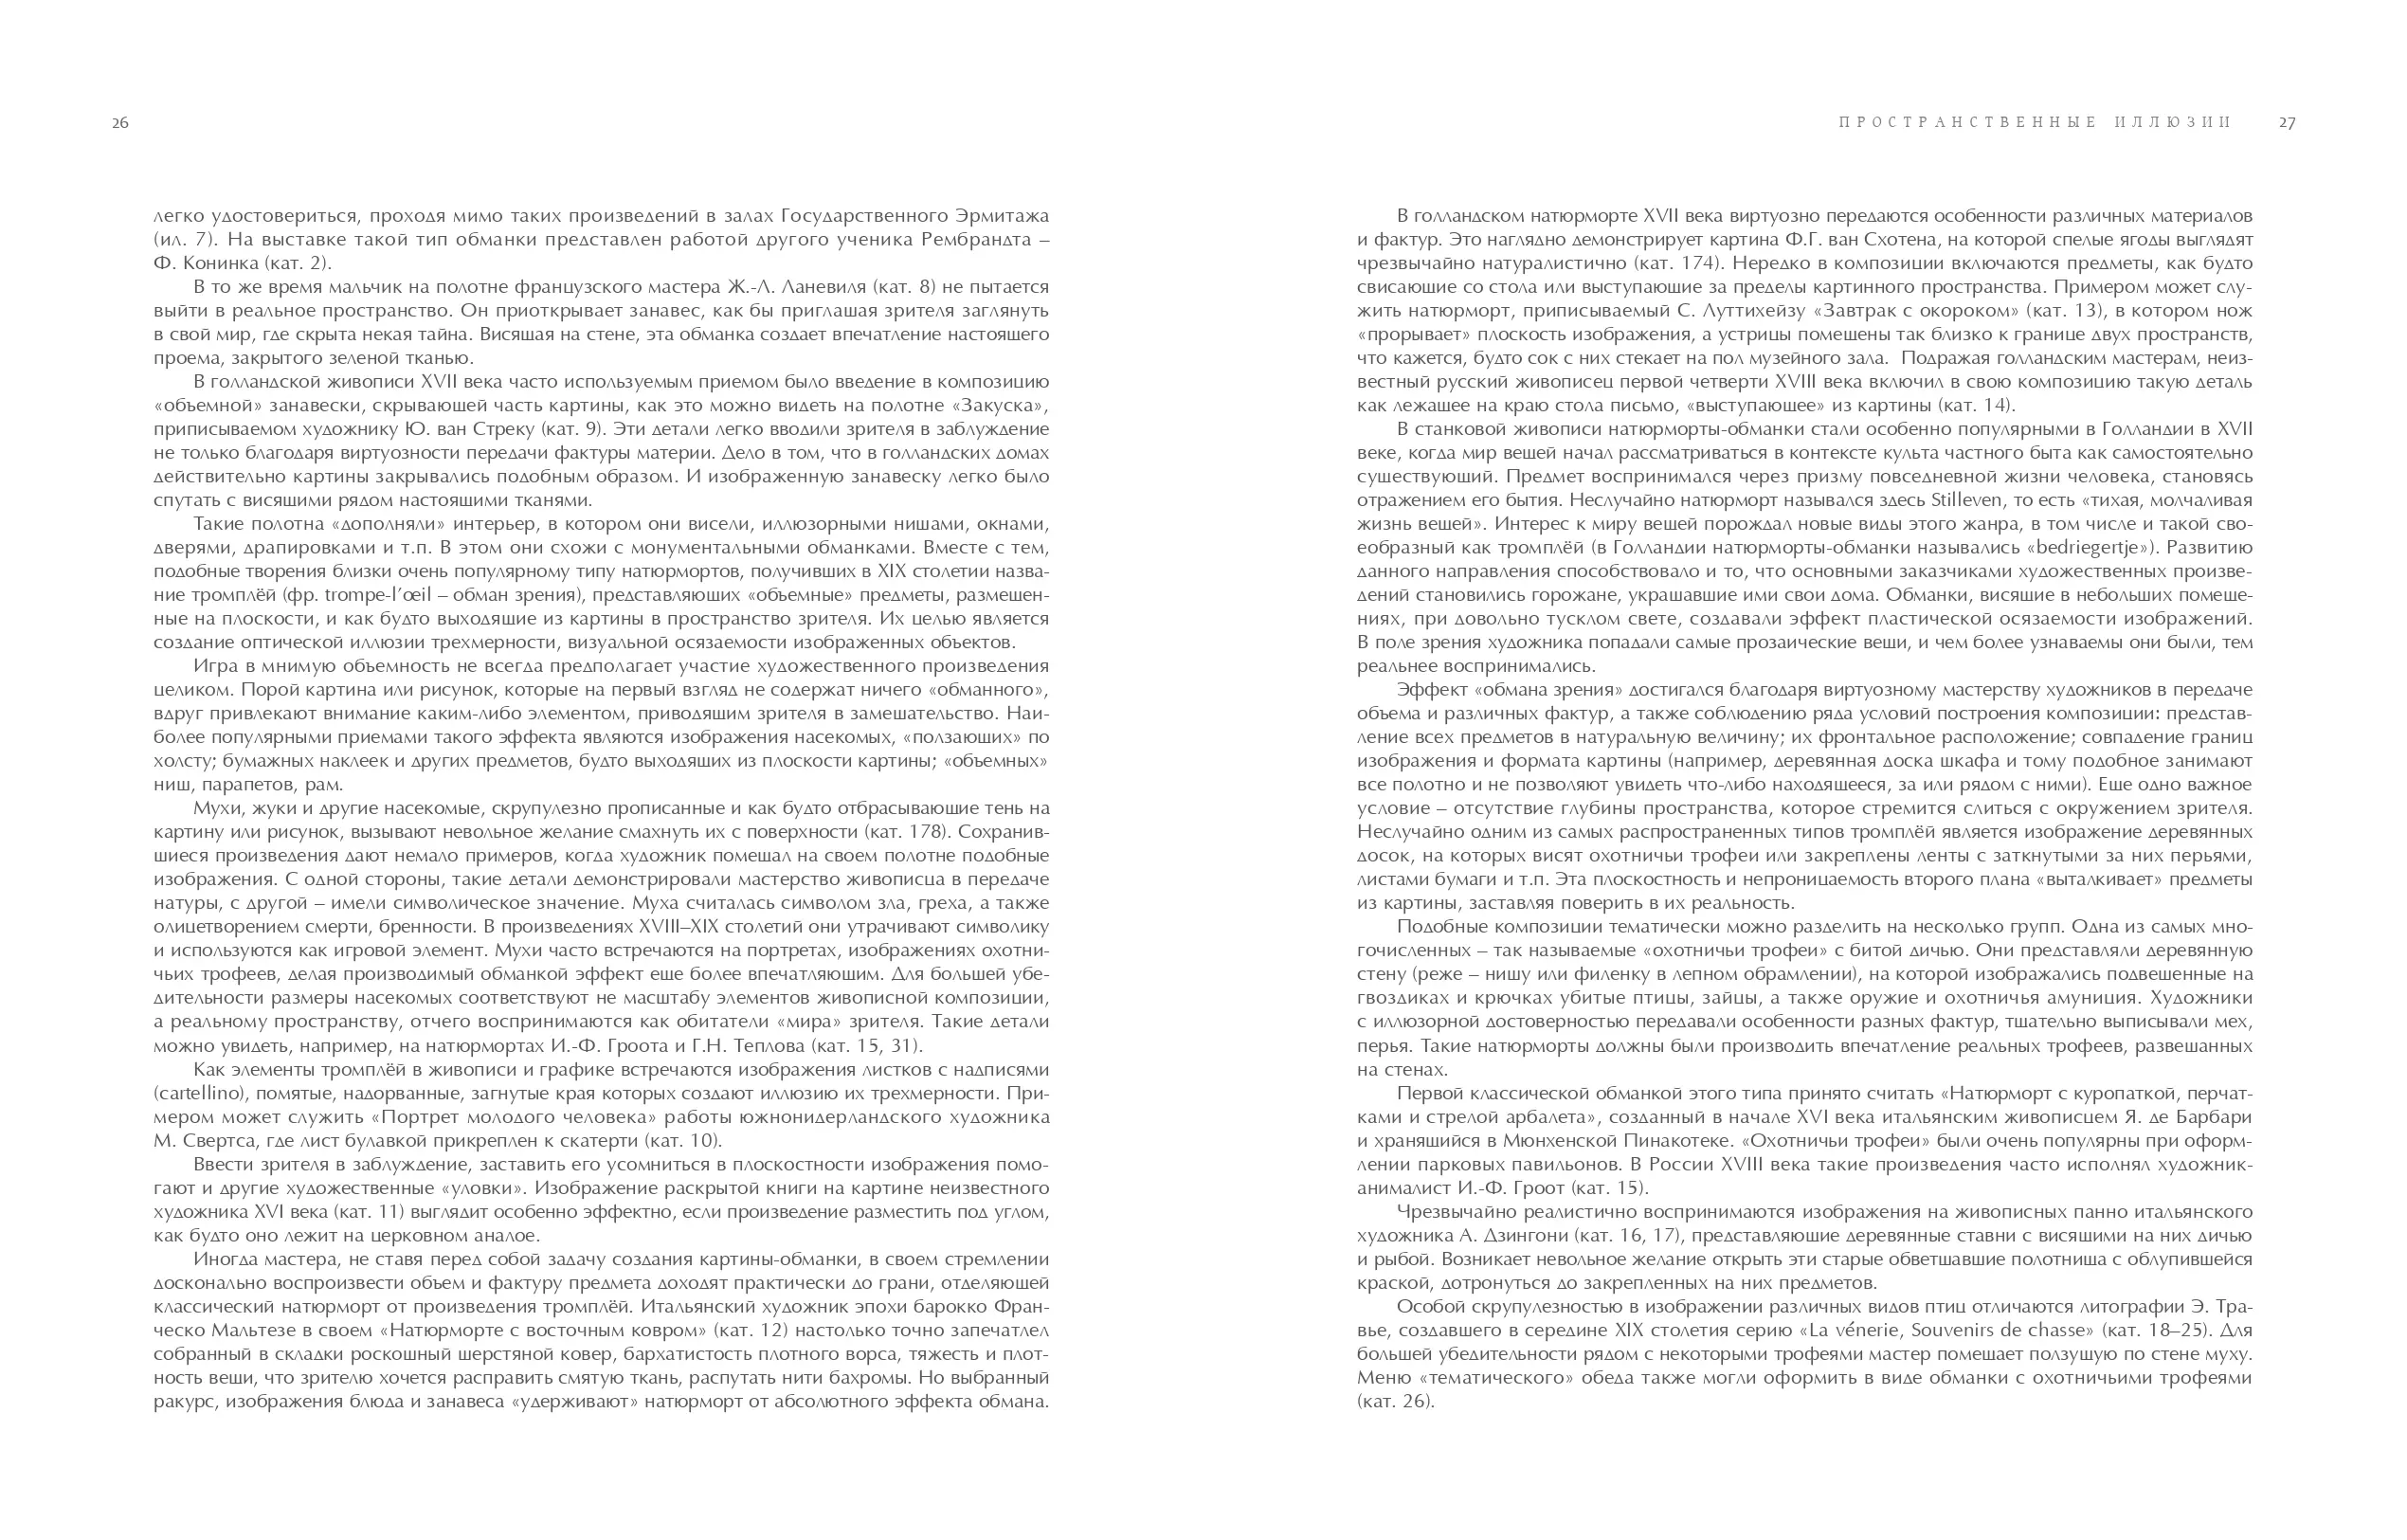 26
легко удостовериться, проходя мимо таких произведений в залах Государственного Эрмитажа
(ил. 7). На выставке такой тип обманки представлен работой другого ученика Рембрандта –
Ф. Конинка (кат. 2).
В то же время мальчик на полотне французского мастера Ж.-Л. Ланевиля (кат. 8) не пытается
выйти в реальное пространство. Он приоткрывает занавес, как бы приглашая зрителя заглянуть
в свой мир, где скрыта некая тайна. Висящая на стене, эта обманка создает впечатление настоящего
проема, закрытого зеленой тканью.
В голландской живописи XVII века часто используемым приемом было введение в композицию
«объемной» занавески, скрывающей часть картины, как это можно видеть на полотне «Закуска»,
приписываемом художнику Ю. ван Стреку (кат. 9). Эти детали легко вводили зрителя в заблуждение
не только благодаря виртуозности передачи фактуры материи. Дело в том, что в голландских домах
действительно картины закрывались подобным образом. И изображенную занавеску легко было
спутать с висящими рядом настоящими тканями.
Такие полотна «дополняли» интерьер, в котором они висели, иллюзорными нишами, окнами,
дверями, драпировками и т.п. В этом они схожи с монументальными обманками. Вместе с тем,
подобные творения близки очень популярному типу натюрмортов, получивших в XIX столетии назва-
ние тромплёй (фр. trompe-l’œil – обман зрения), представляющих «объемные» предметы, размещен-
ные на плоскости, и как будто выходящие из картины в пространство зрителя. Их целью является
создание оптической иллюзии трехмерности, визуальной осязаемости изображенных объектов.
Игра в мнимую объемность не всегда предполагает участие художественного произведения
целиком. Порой картина или рисунок, которые на первый взгляд не содержат ничего «обманного»,
вдруг привлекают внимание каким-либо элементом, приводящим зрителя в замешательство. Наи-
более популярными приемами такого эффекта являются изображения насекомых, «ползающих» по
холсту; бумажных наклеек и других предметов, будто выходящих из плоскости картины; «объемных»
ниш, парапетов, рам.
Мухи, жуки и другие насекомые, скрупулезно прописанные и как будто отбрасывающие тень на
картину или рисунок, вызывают невольное желание смахнуть их с поверхности (кат. 178). Сохранив-
шиеся произведения дают немало примеров, когда художник помещал на своем полотне подобные
изображения. С одной стороны, такие детали демонстрировали мастерство живописца в передаче
натуры, с другой – имели символическое значение. Муха считалась символом зла, греха, а также
олицетворением смерти, бренности. В произведениях XVIII–XIX столетий они утрачивают символику
и используются как игровой элемент. Мухи часто встречаются на портретах, изображениях охотни-
чьих трофеев, делая производимый обманкой эффект еще более впечатляющим. Для большей убе-
дительности размеры насекомых соответствуют не масштабу элементов живописной композиции,
а реальному пространству, отчего воспринимаются как обитатели «мира» зрителя. Такие детали
можно увидеть, например, на натюрмортах И.-Ф. Гроота и Г.Н. Теплова (кат. 15, 31).
Как элементы тромплёй в живописи и графике встречаются изображения листков с надписями
(cartellino), помятые, надорванные, загнутые края которых создают иллюзию их трехмерности. При-
мером может служить «Портрет молодого человека» работы южнонидерландского художника
М. Свертса, где лист булавкой прикреплен к скатерти (кат. 10).
Ввести зрителя в заблуждение, заставить его усомниться в плоскостности изображения помо-
гают и другие художественные «уловки». Изображение раскрытой книги на картине неизвестного
художника XVI века (кат. 11) выглядит особенно эффектно, если произведение разместить под углом,
как будто оно лежит на церковном аналое.
Иногда мастера, не ставя перед собой задачу создания картины-обманки, в своем стремлении
досконально воспроизвести объем и фактуру предмета доходят практически до грани, отделяющей
классический натюрморт от произведения тромплёй. Итальянский художник эпохи барокко Фран-
ческо Мальтезе в своем «Натюрморте с восточным ковром» (кат. 12) настолько точно запечатлел
собранный в складки роскошный шерстяной ковер, бархатистость плотного ворса, тяжесть и плот-
ность вещи, что зрителю хочется расправить смятую ткань, распутать нити бахромы. Но выбранный
ракурс, изображения блюда и занавеса «удерживают» натюрморт от абсолютного эффекта обмана.
ПРОСТРАНСТВЕННЫЕ ИЛЛЮЗИИ 27
В голландском натюрморте XVII века виртуозно передаются особенности различных материалов
и фактур. Это наглядно демонстрирует картина Ф.Г. ван Схотена, на которой спелые ягоды выглядят
чрезвычайно натуралистично (кат. 174). Нередко в композиции включаются предметы, как будто
свисающие со стола или выступающие за пределы картинного пространства. Примером может слу-
жить натюрморт, приписываемый С. Луттихейзу «Завтрак с окороком» (кат. 13), в котором нож
«прорывает» плоскость изображения, а устрицы помещены так близко к границе двух пространств,
что кажется, будто сок с них стекает на пол музейного зала. Подражая голландским мастерам, неиз-
вестный русский живописец первой четверти XVIII века включил в свою композицию такую деталь
как лежащее на краю стола письмо, «выступающее» из картины (кат. 14).
В станковой живописи натюрморты-обманки стали особенно популярными в Голландии в XVII
веке, когда мир вещей начал рассматриваться в контексте культа частного быта как самостоятельно
существующий. Предмет воспринимался через призму повседневной жизни человека, становясь
отражением его бытия. Неслучайно натюрморт назывался здесь Stilleven, то есть «тихая, молчаливая
жизнь вещей». Интерес к миру вещей порождал новые виды этого жанра, в том числе и такой сво-
еобразный как тромплёй (в Голландии натюрморты-обманки назывались «bedriegertje»). Развитию
данного направления способствовало и то, что основными заказчиками художественных произве-
дений становились горожане, украшавшие ими свои дома. Обманки, висящие в небольших помеще-
ниях, при довольно тусклом свете, создавали эффект пластической осязаемости изображений.
В поле зрения художника попадали самые прозаические вещи, и чем более узнаваемы они были, тем
реальнее воспринимались.
Эффект «обмана зрения» достигался благодаря виртуозному мастерству художников в передаче
объема и различных фактур, а также соблюдению ряда условий построения композиции: представ-
ление всех предметов в натуральную величину; их фронтальное расположение; совпадение границ
изображения и формата картины (например, деревянная доска шкафа и тому подобное занимают
все полотно и не позволяют увидеть что-либо находящееся, за или рядом с ними). Еще одно важное
условие – отсутствие глубины пространства, которое стремится слиться с окружением зрителя.
Неслучайно одним из самых распространенных типов тромплёй является изображение деревянных
досок, на которых висят охотничьи трофеи или закреплены ленты с заткнутыми за них перьями,
листами бумаги и т.п. Эта плоскостность и непроницаемость второго плана «выталкивает» предметы
из картины, заставляя поверить в их реальность.
Подобные композиции тематически можно разделить на несколько групп. Одна из самых мно-
гочисленных – так называемые «охотничьи трофеи» с битой дичью. Они представляли деревянную
стену (реже – нишу или филенку в лепном обрамлении), на которой изображались подвешенные на
гвоздиках и крючках убитые птицы, зайцы, а также оружие и охотничья амуниция. Художники
с иллюзорной достоверностью передавали особенности разных фактур, тщательно выписывали мех,
перья. Такие натюрморты должны были производить впечатление реальных трофеев, развешанных
на стенах.
Первой классической обманкой этого типа принято считать «Натюрморт с куропаткой, перчат-
ками и стрелой арбалета», созданный в начале XVI века итальянским живописцем Я. де Барбари
и хранящийся в Мюнхенской Пинакотеке. «Охотничьи трофеи» были очень популярны при оформ-
лении парковых павильонов. В России XVIII века такие произведения часто исполнял художник-
анималист И.-Ф. Гроот (кат. 15).
Чрезвычайно реалистично воспринимаются изображения на живописных панно итальянского
художника А. Дзингони (кат. 16, 17), представляющие деревянные ставни с висящими на них дичью
и рыбой. Возникает невольное желание открыть эти старые обветшавшие полотнища с облупившейся
краской, дотронуться до закрепленных на них предметов.
Особой скрупулезностью в изображении различных видов птиц отличаются литографии Э. Тра-
вье, создавшего в середине XIX столетия серию «La vénerie, Souvenirs de chasse» (кат. 18–25). Для
большей убедительности рядом с некоторыми трофеями мастер помещает ползущую по стене муху.
Меню «тематического» обеда также могли оформить в виде обманки с охотничьими трофеями
(кат. 26).